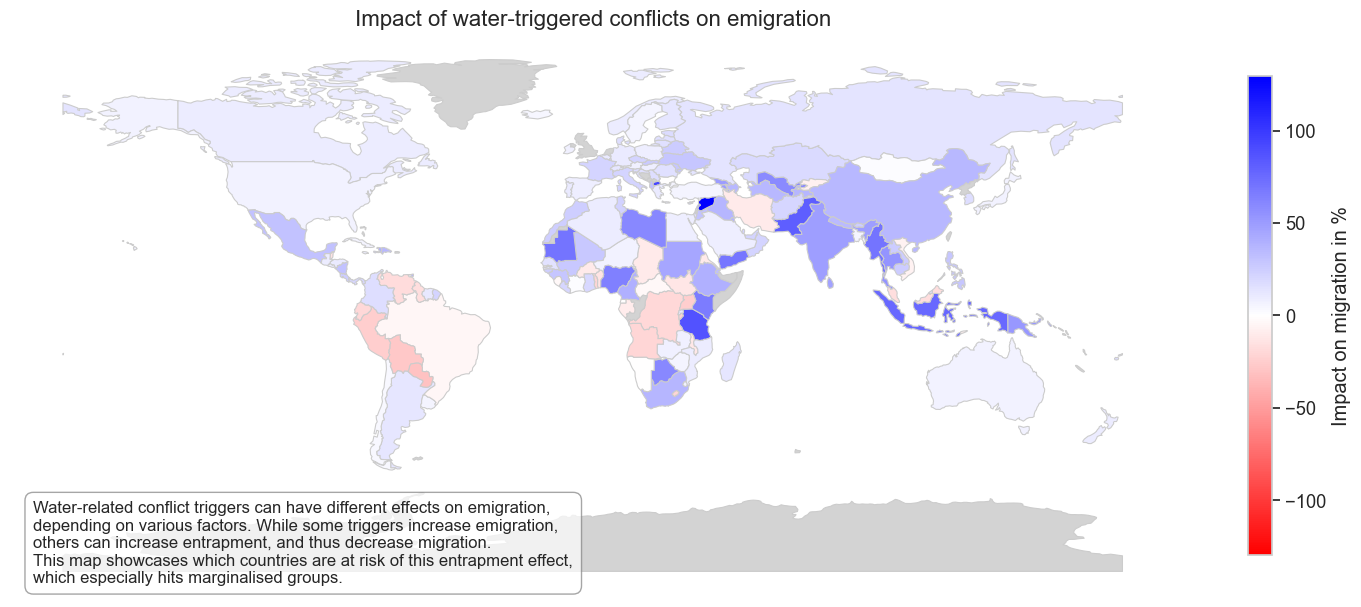 Impact of water-triggered conflicts on emigration
100
50
0
−50
−100
Impact on migration in %
Water-related conflict triggers can have different effects on emigration,
depending on various factors. While some triggers increase emigration,
others can increase entrapment, and thus decrease migration.
This map showcases which countries are at risk of this entrapment effect,
which especially hits marginalised groups.